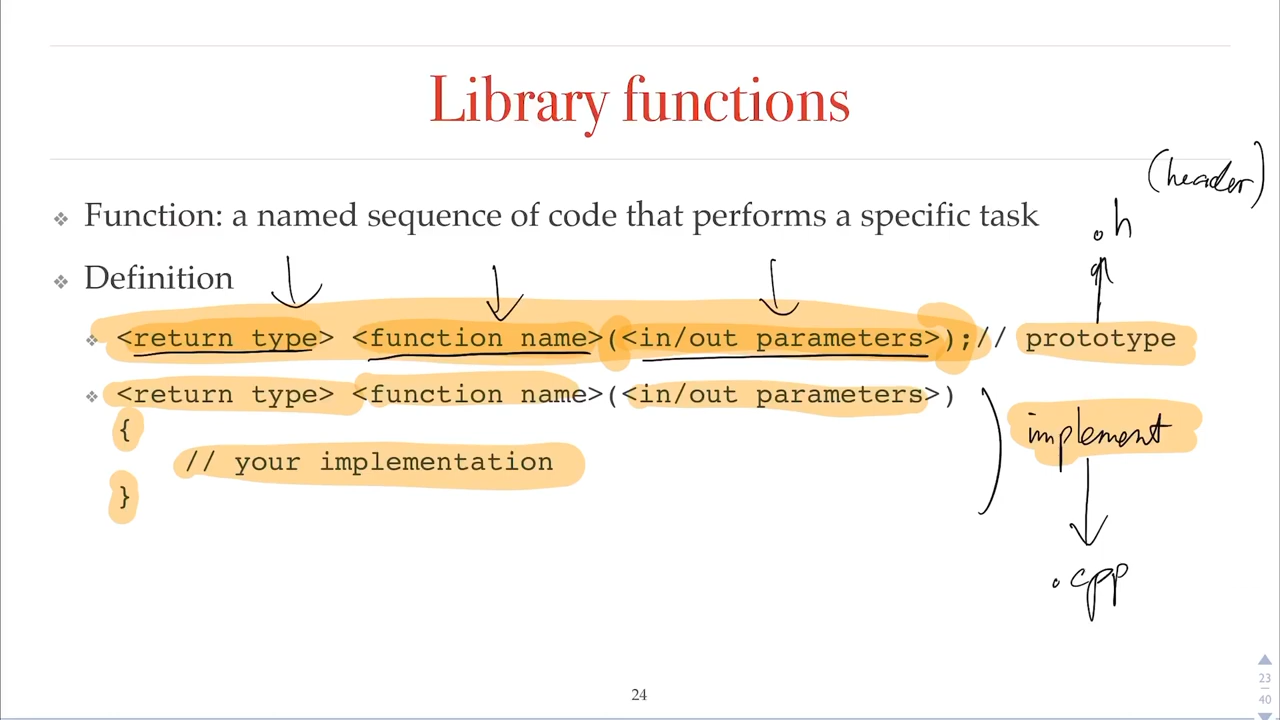 Library functions
(header)
Function: a named sequence of code that performs a specific task
.h
Definition
<return type> <function name>(<in/out parameters>);// prototype
<return type> <function name>(<in/out parameters>)
{
implement
// your implementation
}
.cpp
24
23
40